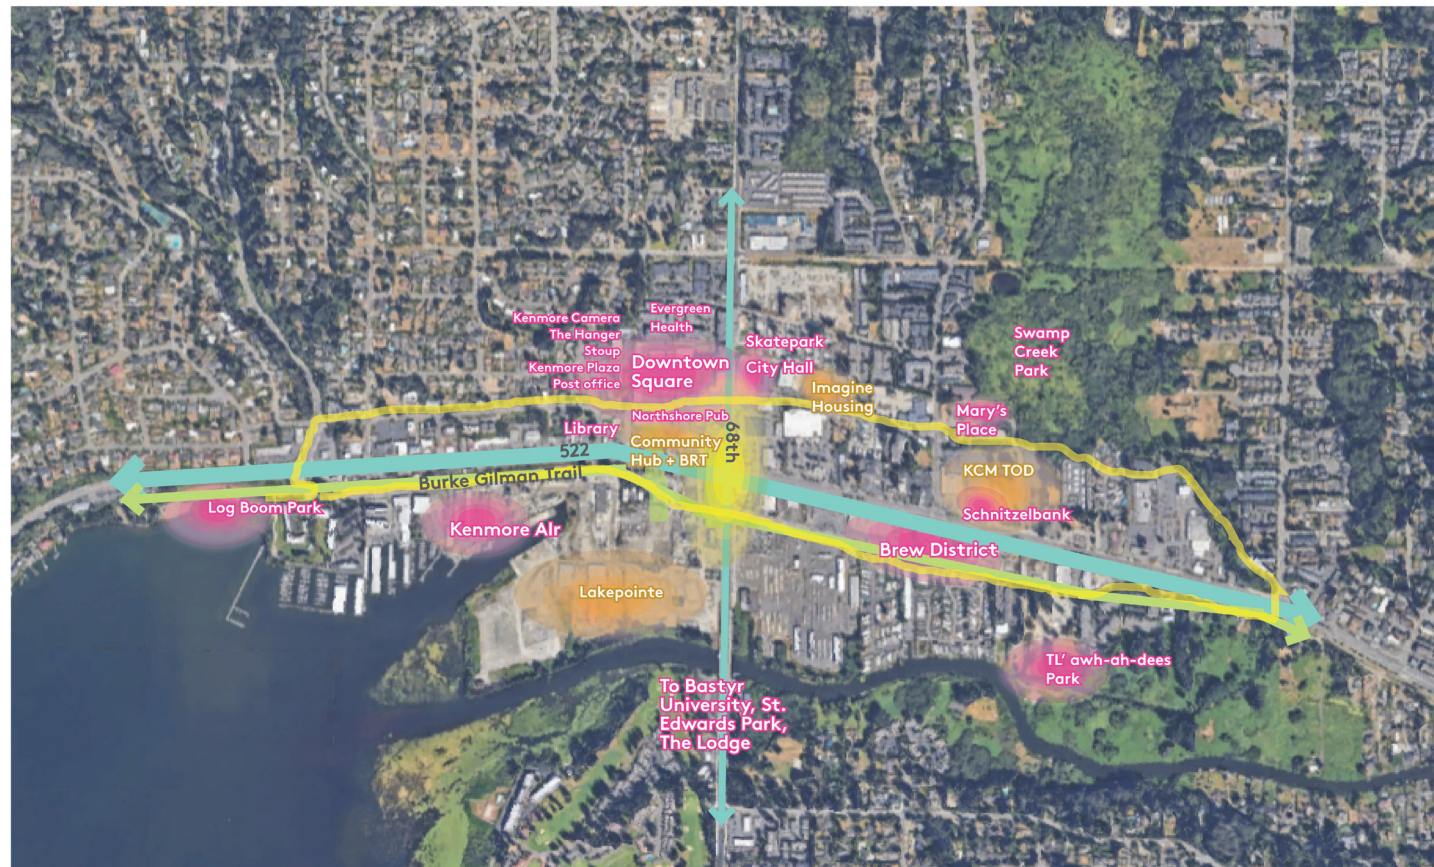 Evergreen
Health
Kenmore Camera
The Hanger
Stoup
Kenmore Plaza
Post office
Downtown
Square
Skatepark
City Hall
Swamp
Creek
Park
Imagine
Housing
Northshore Pub
Mary's
Place
Library
Community
Hub + BRT
68th
522
Burke Gilman Trail
KCM TOD
Log Boom Park
Schnitzelbank
Kenmore AIr
Brew District
Lakepointe
TL' awh-ah-dees
Park
To Bastyr
University, St.
Edwards Park,
The Lodge